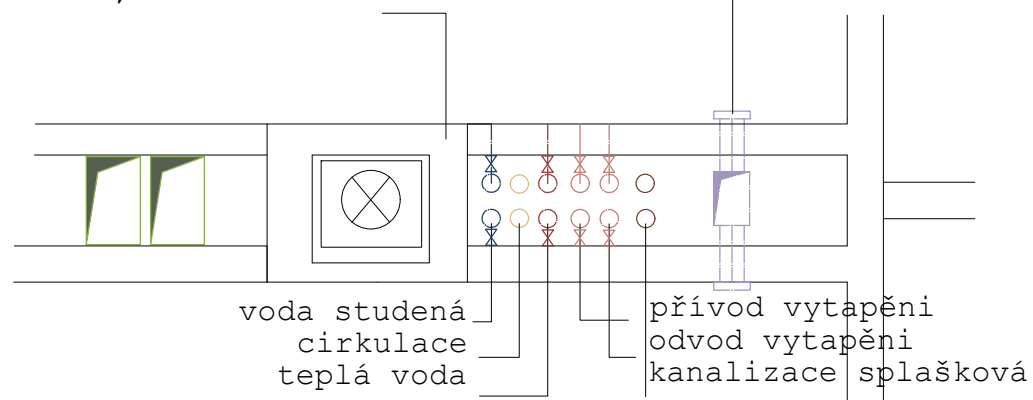 voda studená
cirkulace
teplá voda
přívod vytapěni
odvod vytapěni
kanalizace splašková